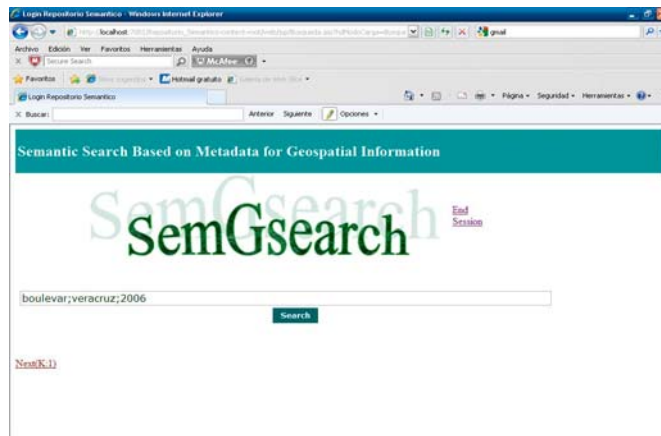 Login Repositorio Semantico - Windows Internet Explorer
gmail
Archivo Edición Ver Favoritos Herramientas Ayuda
X Secure Search McAfee
Favoritos Hotmail gratuito
Login Repositorio Semantico Página Seguridad Herramientas
X Buscar: Anterior Siguiente Opciones
Semantic Search Based on Metadata for Geospatial Information
SemGsearch
End
Session
boulevar;veracruz;2006
Search
Next(K:1)